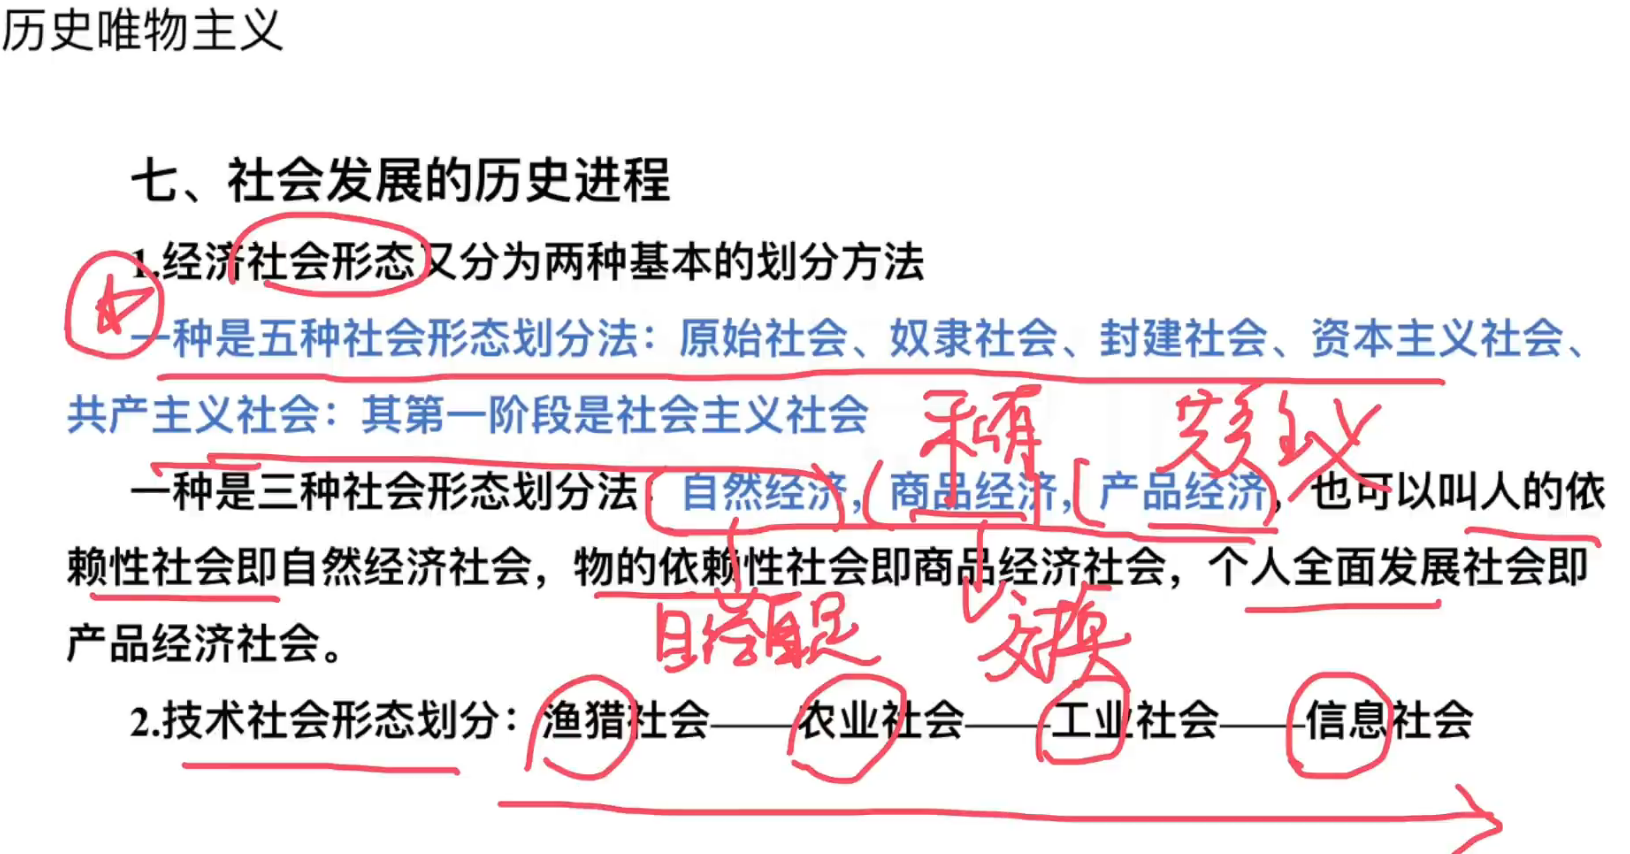 历史唯物主义
七、社会发展的历史进程
1.经济社会形态又分为两种基本的划分方法
一种是五种社会形态划分法：原始社会、奴隶社会、封建社会、资本主义社会、
共产主义社会：其第一阶段是社会主义社会
私有 共产主义
一种是三种社会形态划分法：自然经济，商品经济，产品经济，也可以叫人的依
赖性社会即自然经济社会，物的依赖性社会即商品经济社会，个人全面发展社会即
自给自足 交换
产品经济社会。
2.技术社会形态划分：渔猎社会——农业社会——工业社会——信息社会